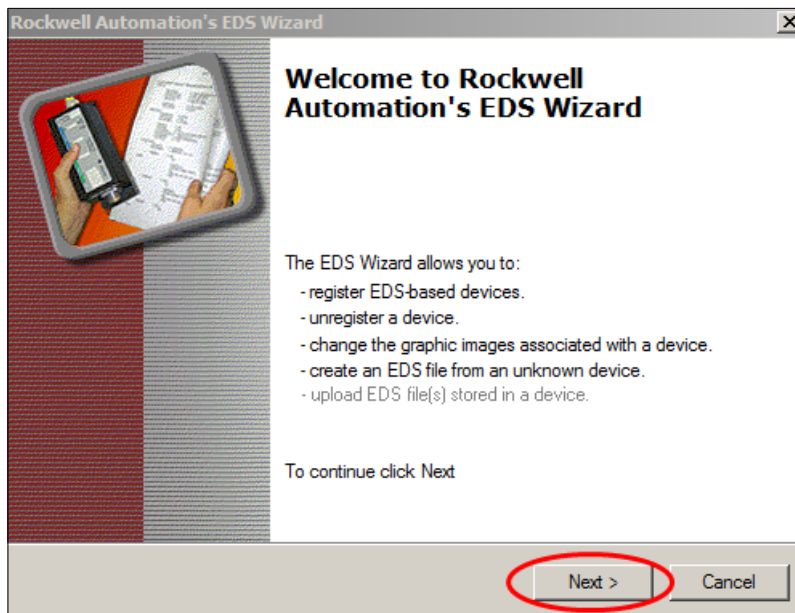 Rockwell Automation's EDS Wizard
Welcome to Rockwell
Automation's EDS Wizard
The EDS Wizard allows you to:
- register EDS-based devices.
- unregister a device.
- change the graphic images associated with a device.
- create an EDS file from an unknown device.
- upload EDS file(s) stored in a device.
To continue click Next
Next >
Cancel